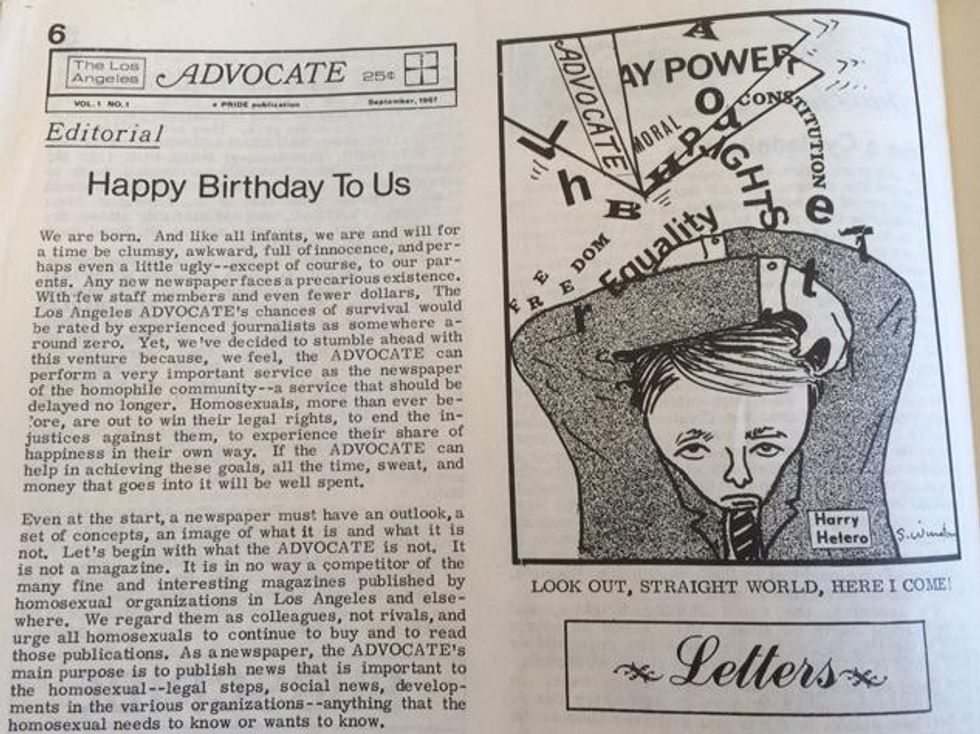 6
The Los
Angeles
ADVOCATE
25¢
VOL. 1 NO. 1
a PRIDE publication
September, 1967
Editorial
Happy Birthday To Us
We are born. And like all infants, we are and will for
a time be clumsy, awkward, full of innocence, and per-
haps even a little ugly--except of course, to our par-
ents. Any new newspaper faces a precarious existence.
With few staff members and even fewer dollars, The
Los Angeles ADVOCATE's chances of survival would
be rated by experienced journalists as somewhere a-
round zero. Yet, we've decided to stumble ahead with
this venture because, we feel, the ADVOCATE can
perform a very important service as the newspaper
of the homophile community--a service that should be
delayed no longer. Homosexuals, more than ever be-
fore, are out to win their legal rights, to end the in-
justices against them, to experience their share of
happiness in their own way. If the ADVOCATE can
help in achieving these goals, all the time, sweat, and
money that goes into it will be well spent.
Even at the start, a newspaper must have an outlook, a
set of concepts, an image of what it is and what it is
not. Let's begin with what the ADVOCATE is not. It
is not a magazine. It is in no way a competitor of the
many fine and interesting magazines published by
homosexual organizations in Los Angeles and else-
where. We regard them as colleagues, not rivals, and
urge all homosexuals to continue to buy and to read
those publications. As a newspaper, the ADVOCATE's
main purpose is to publish news that is important to
the homosexual--legal steps, social news, develop-
ments in the various organizations--anything that the
homosexual needs to know or wants to know.
A
ADVOCATE
AY POWER
O
CONSTITUTION
MORAL
RIGHTS
L
h
B
e
FREEDOM
Equality
r
t
T
Harry
Hetero
LOOK OUT, STRAIGHT WORLD, HERE I COME!
Letters